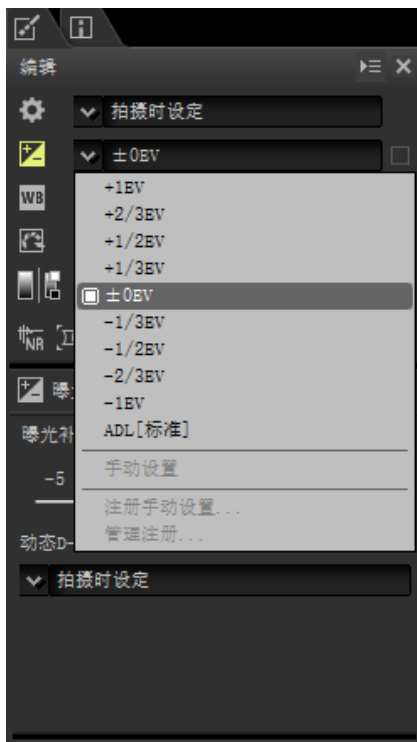 编辑
拍摄时设定
±0EV
WB
+1EV
+2/3EV
+1/2EV
+1/3EV
±0EV
-1/3EV
-1/2EV
-2/3EV
-1EV
ADL[标准]
手动设置
注册手动设置...
管理注册...
NR
曝
曝光补
-5
动态D-
拍摄时设定